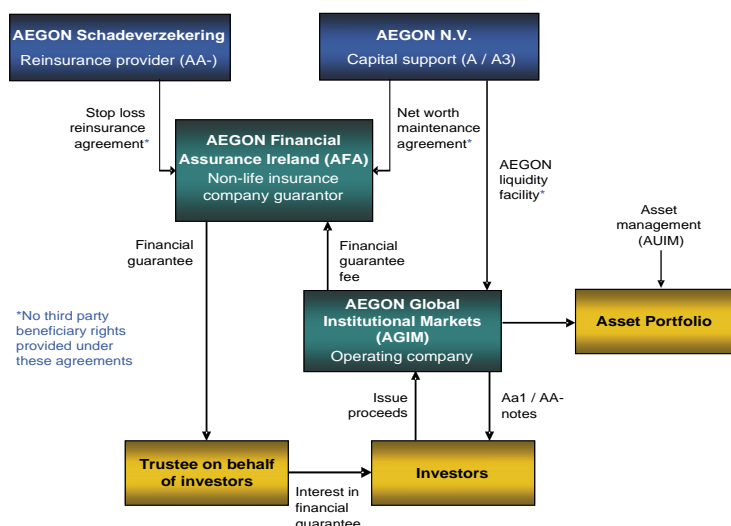 AEGON Schadeverzekering
Reinsurance provider (AA-)
AEGON N.V.
Capital support (A / A3)
Stop loss
reinsurance
agreement*
Net worth
maintenance
agreement*
AEGON Financial
Assurance Ireland (AFA)
Non-life insurance
company guarantor
AEGON
liquidity
facility*
Asset
management
(AUIM)
Financial
guarantee
Financial
guarantee
fee
*No third party
beneficiary rights
provided under
these agreements
AEGON Global
Institutional Markets
(AGIM)
Operating company
Asset Portfolio
Issue
proceeds
Aa1 / AA-
notes
Trustee on behalf
of investors
Investors
Interest in
financial
guarantee